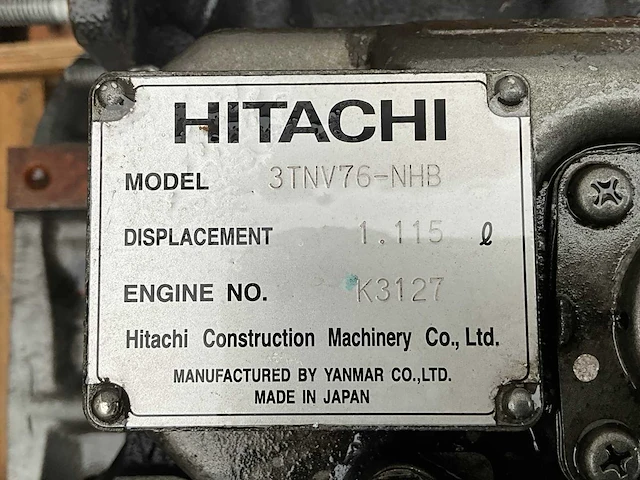 HITACHI
MODEL 3TNV76-NHB
DISPLACEMENT 1.115 ℓ
ENGINE NO. K3127
Hitachi Construction Machinery Co., Ltd.
MANUFACTURED BY YANMAR CO.,LTD.
MADE IN JAPAN